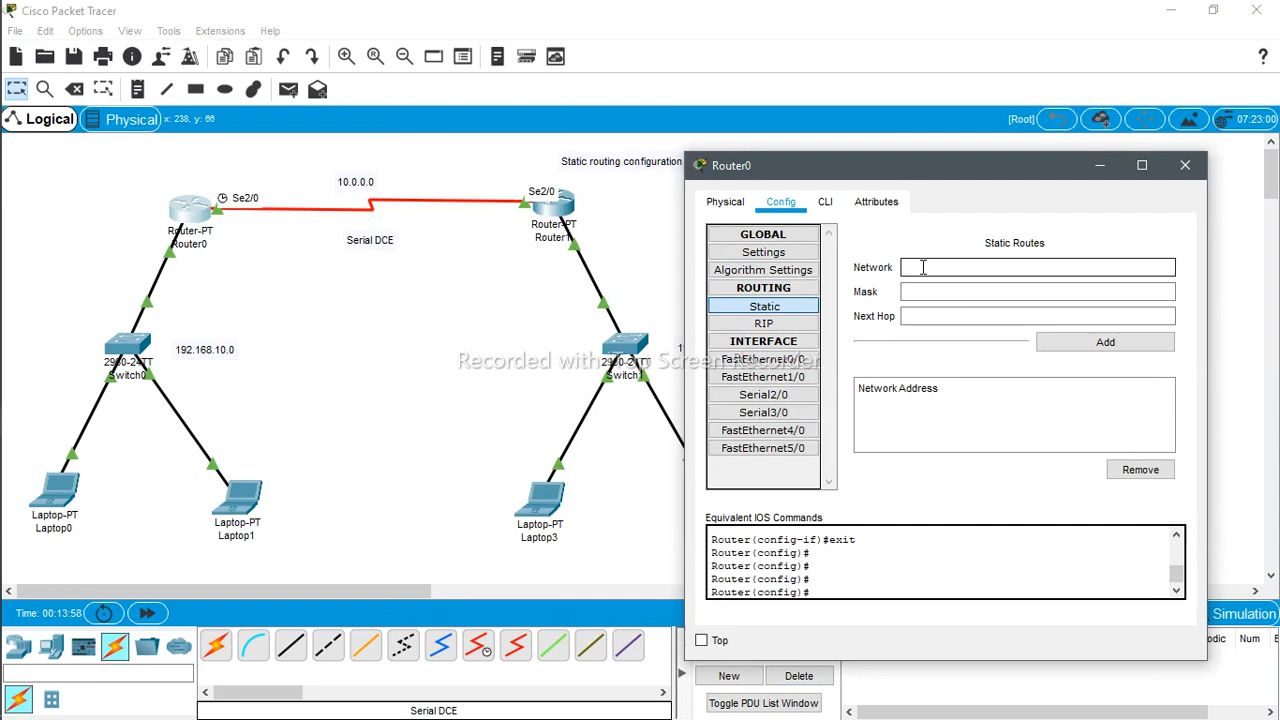 Cisco Packet Tracer
File Edit Options View Tools Extensions Help
Logical Physical x: 238, y: 66 [Root] 07:23:00
Static routing configuration
10.0.0.0
Se2/0
Se2/0
Router-PT
Router0
Router-PT
Router1
Serial DCE
192.168.10.0
2950-24TT
Switch0
2950-24TT
Switch1
Laptop-PT
Laptop0
Laptop-PT
Laptop1
Laptop-PT
Laptop3
Router0
Physical Config CLI Attributes
GLOBAL
Settings
Algorithm Settings
ROUTING
Static
RIP
INTERFACE
FastEthernet0/0
FastEthernet1/0
Serial2/0
Serial3/0
FastEthernet4/0
FastEthernet5/0
Static Routes
Network
Mask
Next Hop
Add
Network Address
Remove
Equivalent IOS Commands
Router(config-if)#exit
Router(config)#
Router(config)#
Router(config)#
Router(config)#
Top
Time: 00:13:58
Simulation
Num
New Delete
Toggle PDU List Window
Serial DCE